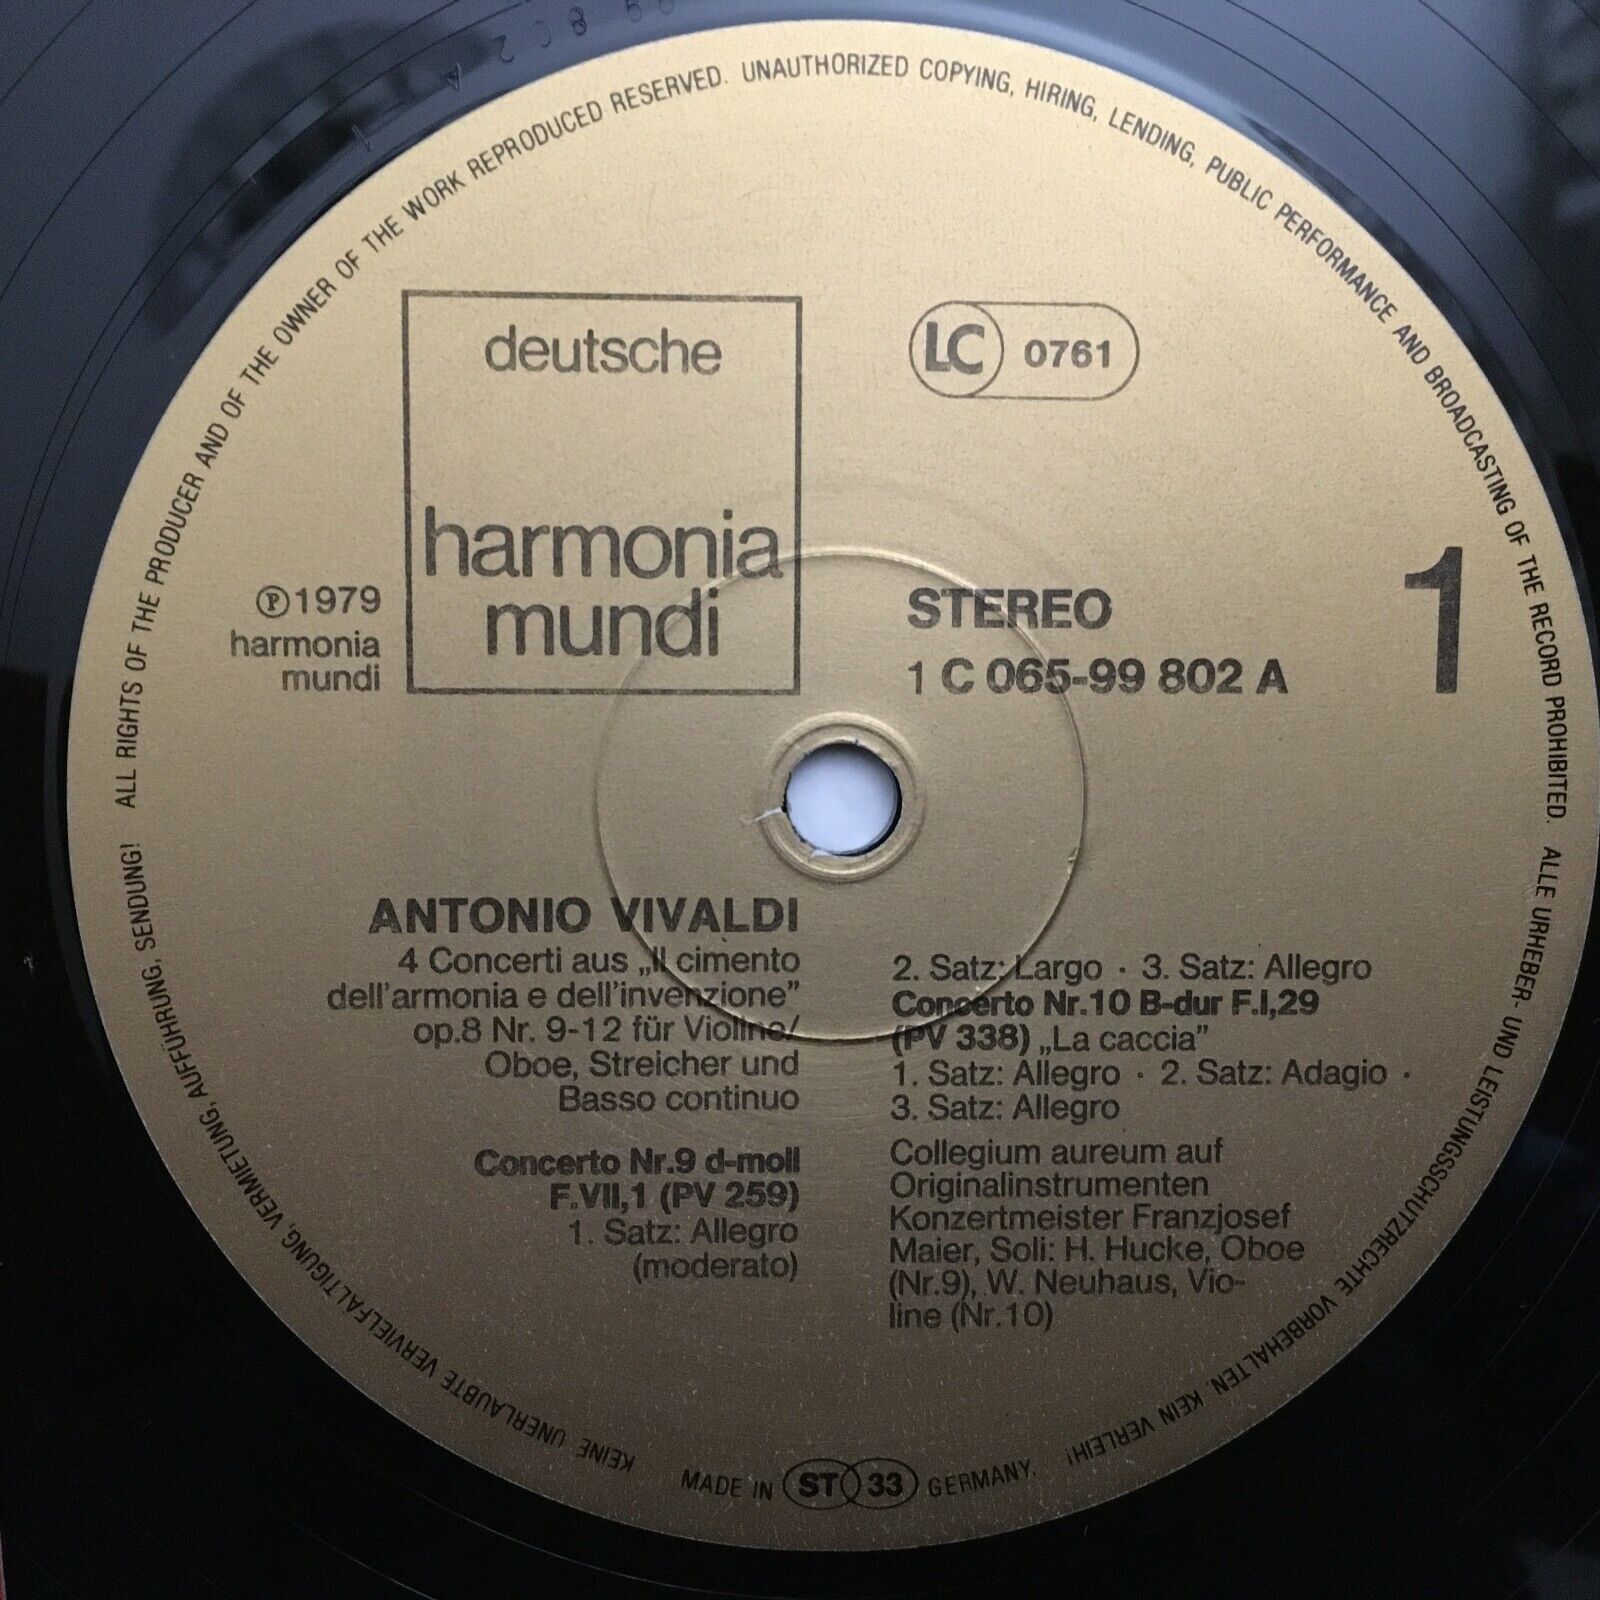 ALL RIGHTS OF THE PRODUCER AND OF THE OWNER OF THE WORK REPRODUCED RESERVED. UNAUTHORIZED COPYING, HIRING, LENDING, PUBLIC PERFORMANCE AND BROADCASTING OF THE RECORD PROHIBITED.
ALLE URHEBER- UND LEISTUNGSSCHUTZRECHTE VORBEHALTEN. KEIN VERLEIH!
KEINE UNERLAUBTE VERVIELFALTIGUNG, VERMIETUNG, AUFFÜHRUNG, SENDUNG!
deutsche
harmonia
mundi
LC 0761
℗1979
harmonia
mundi
STEREO
1 C 065-99 802 A
1
ANTONIO VIVALDI
4 Concerti aus „Il cimento
dell'armonia e dell'invenzione”
op.8 Nr. 9-12 für Violine/
Oboe, Streicher und
Basso continuo
Concerto Nr.9 d-moll
F.VII,1 (PV 259)
1. Satz: Allegro
(moderato)
2. Satz: Largo · 3. Satz: Allegro
Concerto Nr.10 B-dur F.I,29
(PV 338) „La caccia”
1. Satz: Allegro · 2. Satz: Adagio ·
3. Satz: Allegro
Collegium aureum auf
Originalinstrumenten
Konzertmeister Franzjosef
Maier, Soli: H. Hucke, Oboe
(Nr.9), W. Neuhaus, Vio-
line (Nr.10)
MADE IN ST 33 GERMANY.